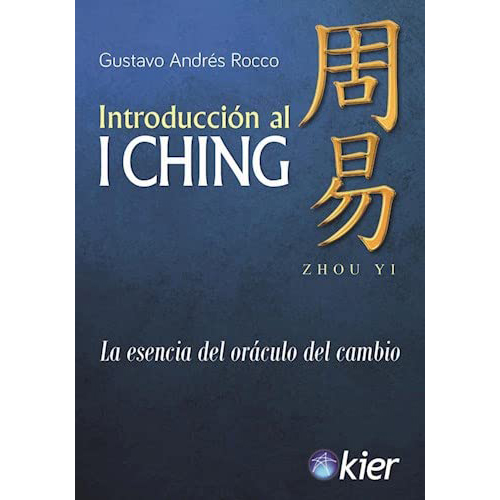 Gustavo Andrés Rocco
Introducción al
I CHING
周易
ZHOU YI
La esencia del oráculo del cambio
kier